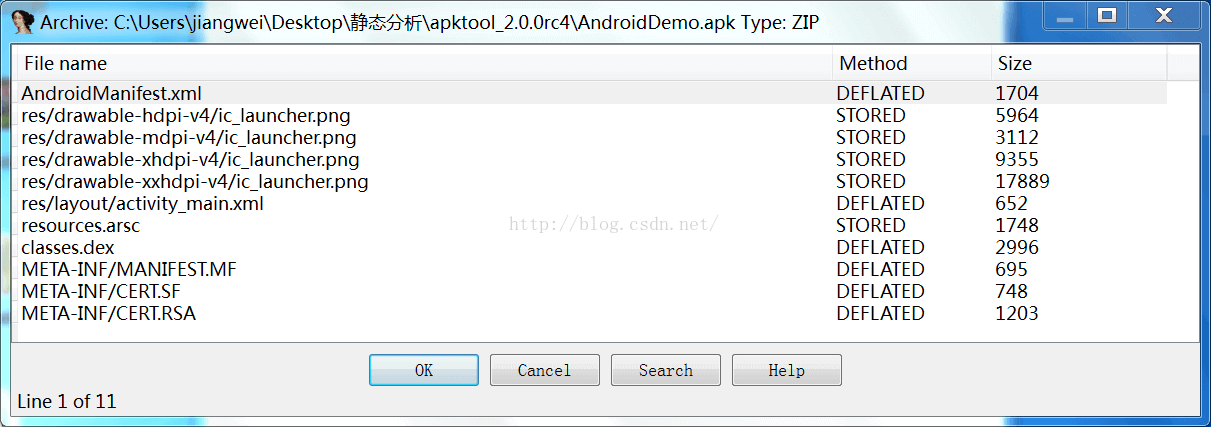 Archive: C:\Users\jiangwei\Desktop\静态分析\apktool_2.0.0rc4\AndroidDemo.apk Type: ZIP
File name Method Size
AndroidManifest.xml DEFLATED 1704
res/drawable-hdpi-v4/ic_launcher.png STORED 5964
res/drawable-mdpi-v4/ic_launcher.png STORED 3112
res/drawable-xhdpi-v4/ic_launcher.png STORED 9355
res/drawable-xxhdpi-v4/ic_launcher.png STORED 17889
res/layout/activity_main.xml DEFLATED 652
http://blog.csdn.net/
resources.arsc STORED 1748
classes.dex DEFLATED 2996
META-INF/MANIFEST.MF DEFLATED 695
META-INF/CERT.SF DEFLATED 748
META-INF/CERT.RSA DEFLATED 1203
OK Cancel Search Help
Line 1 of 11